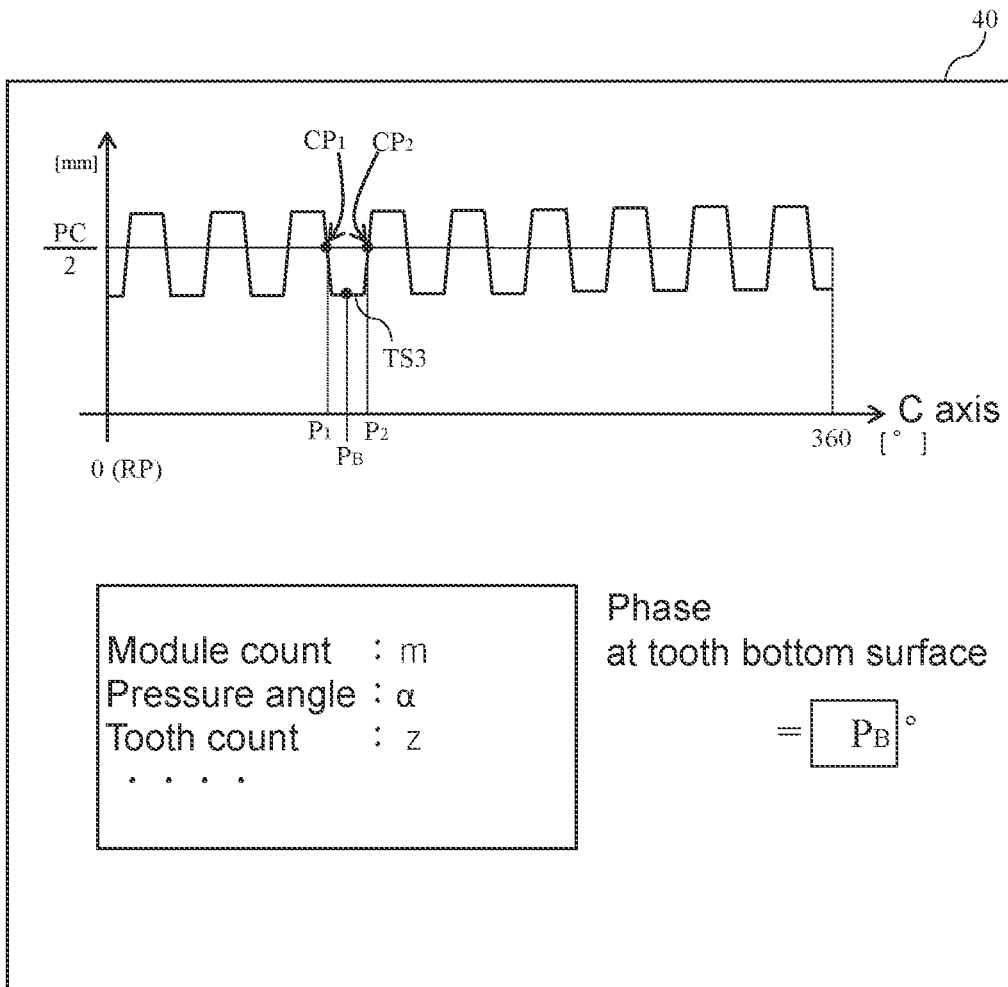 40
[mm]
CP1
CP2
PC
2
TS3
P1
P2
PB
0 (RP)
360
C axis
[ ° ]
Module count : m
Pressure angle : α
Tooth count : z
· · · ·
Phase
at tooth bottom surface
= PB °